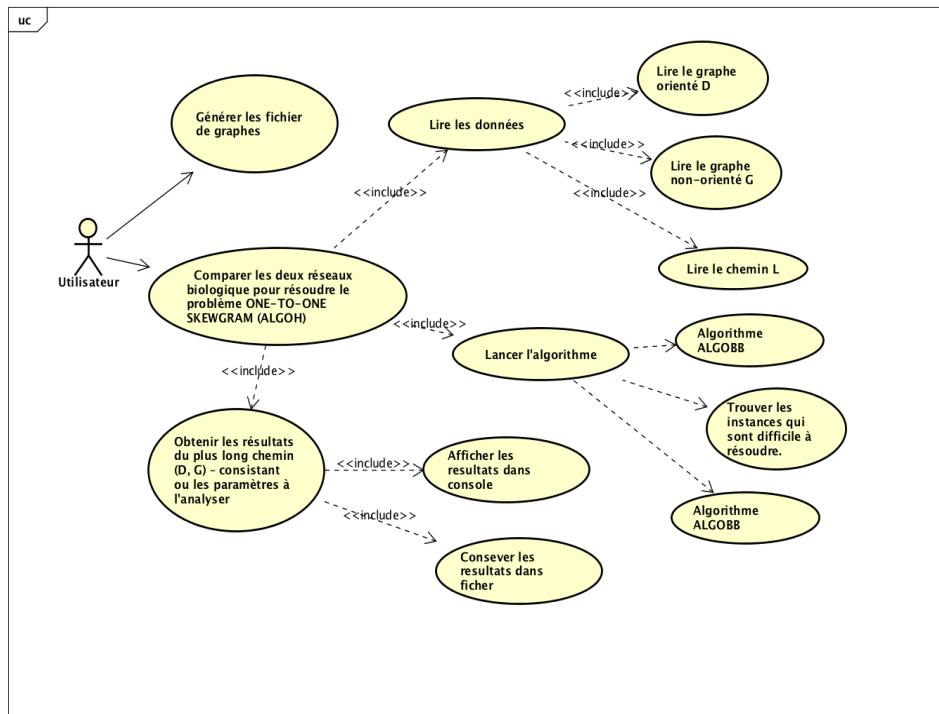 uc
Générer les fichier
de graphes
Utilisateur
Comparer les deux réseaux
biologique pour résoudre le
problème ONE-TO-ONE
SKEWGRAM (ALGOH)
<<include>>
Lire les données
<<include>>
Lire le graphe
orienté D
<<include>>
Lire le graphe
non-orienté G
<<include>>
Lire le chemin L
<<include>>
Lancer l'algorithme
Algorithme
ALGOBB
Trouver les
instances qui
sont difficile à
résoudre.
Algorithme
ALGOBB
<<include>>
Obtenir les résultats
du plus long chemin
(D, G) - consistant
ou les paramètres à
l'analyser
<<include>>
Afficher les
resultats dans
console
<<include>>
Consever les
resultats dans
ficher